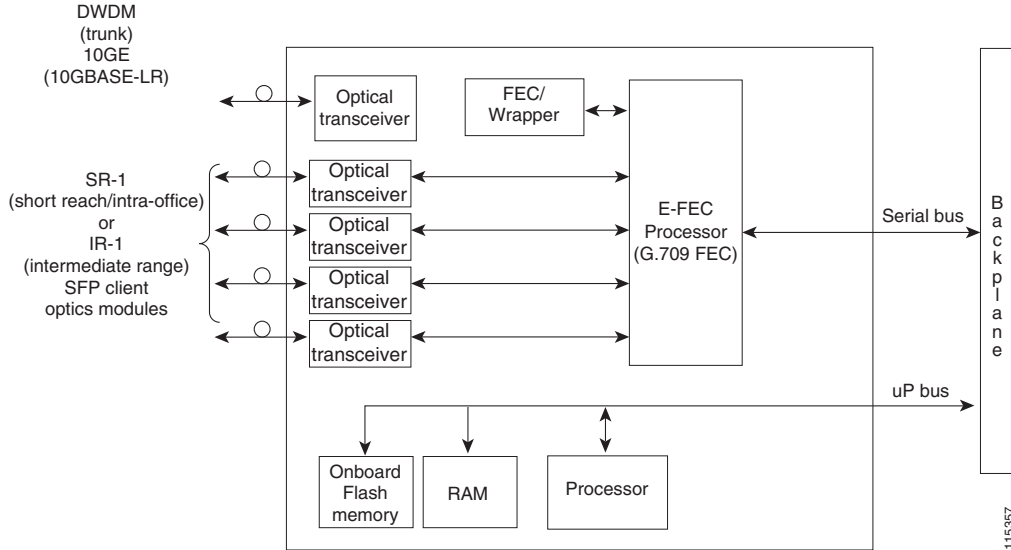 DWDM
(trunk)
10GE
(10GBASE-LR)
Optical
transceiver
FEC/
Wrapper
Optical
transceiver
SR-1
(short reach/intra-office)
or
IR-1
(intermediate range)
SFP client
optics modules
Optical
transceiver
Optical
transceiver
Optical
transceiver
E-FEC
Processor
(G.709 FEC)
Serial bus
Backplane
uP bus
Onboard
Flash
memory
RAM
Processor
115357